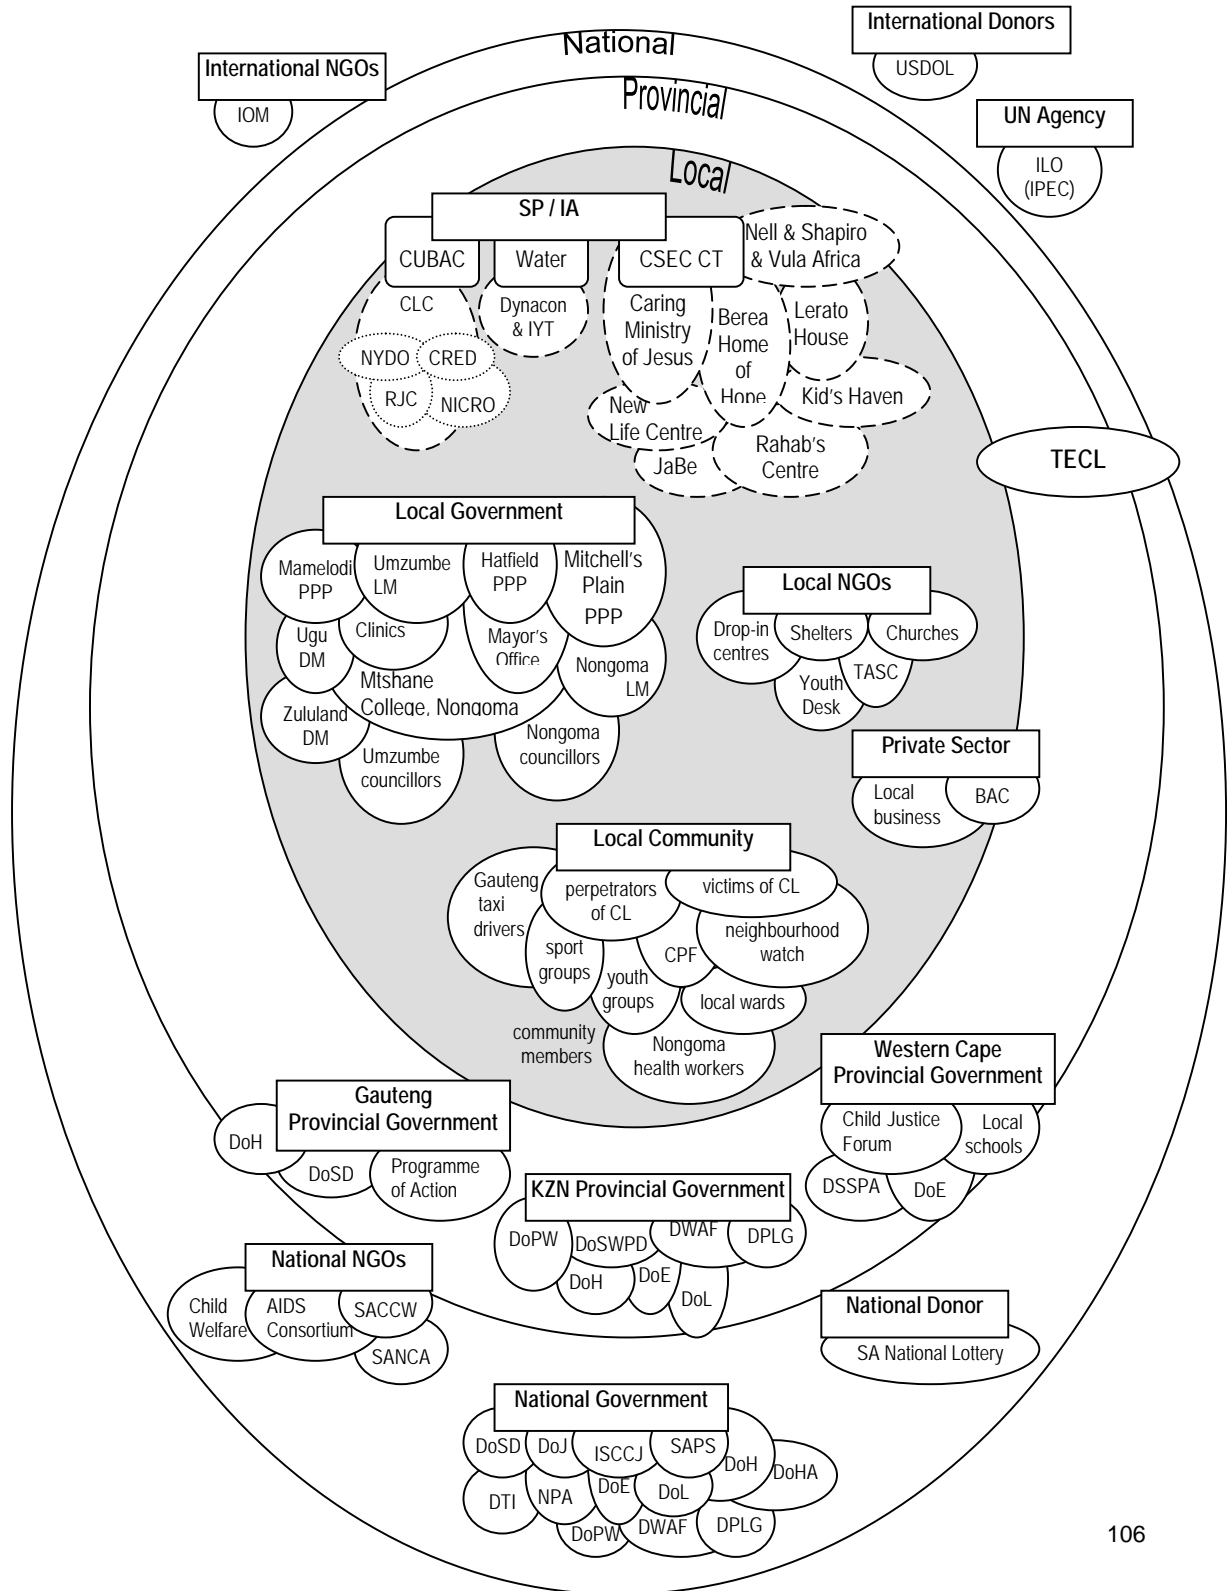 International Donors
USDOL
National
International NGOs
IOM
Provincial
UN Agency
ILO
(IPEC)
Local
SP / IA
CUBAC
Water
CSEC CT
Nell & Shapiro
& Vula Africa
CLC
Dynacon
& IYT
Caring
Ministry
of Jesus
Berea
Home
of
Hope
Lerato
House
NYDO
CRED
RJC
NICRO
Kid's Haven
New
Life Centre
JaBe
Rahab's
Centre
TECL
Local Government
Mamelodi
PPP
Umzumbe
LM
Hatfield
PPP
Mitchell's
Plain
PPP
Ugu
DM
Clinics
Mayor's
Office
Nongoma
LM
Mtshane
College, Nongoma
Zululand
DM
Umzumbe
councillors
Nongoma
councillors
Local NGOs
Drop-in
centres
Shelters
Churches
TASC
Youth
Desk
Private Sector
Local
business
BAC
Local Community
Gauteng
taxi
drivers
perpetrators
of CL
victims of CL
neighbourhood
watch
sport
groups
CPF
youth
groups
local wards
community
members
Nongoma
health workers
Western Cape
Provincial Government
Child Justice
Forum
Local
schools
DSSPA
DoE
Gauteng
Provincial Government
DoH
DoSD
Programme
of Action
KZN Provincial Government
DoPW
DoSWPD
DWAF
DPLG
DoH
DoE
DoL
National NGOs
Child
Welfare
AIDS
Consortium
SACCW
SANCA
National Donor
SA National Lottery
National Government
DoSD
DoJ
ISCCJ
SAPS
DoH
DoHA
DTI
NPA
DoE
DoL
DoPW
DWAF
DPLG
106